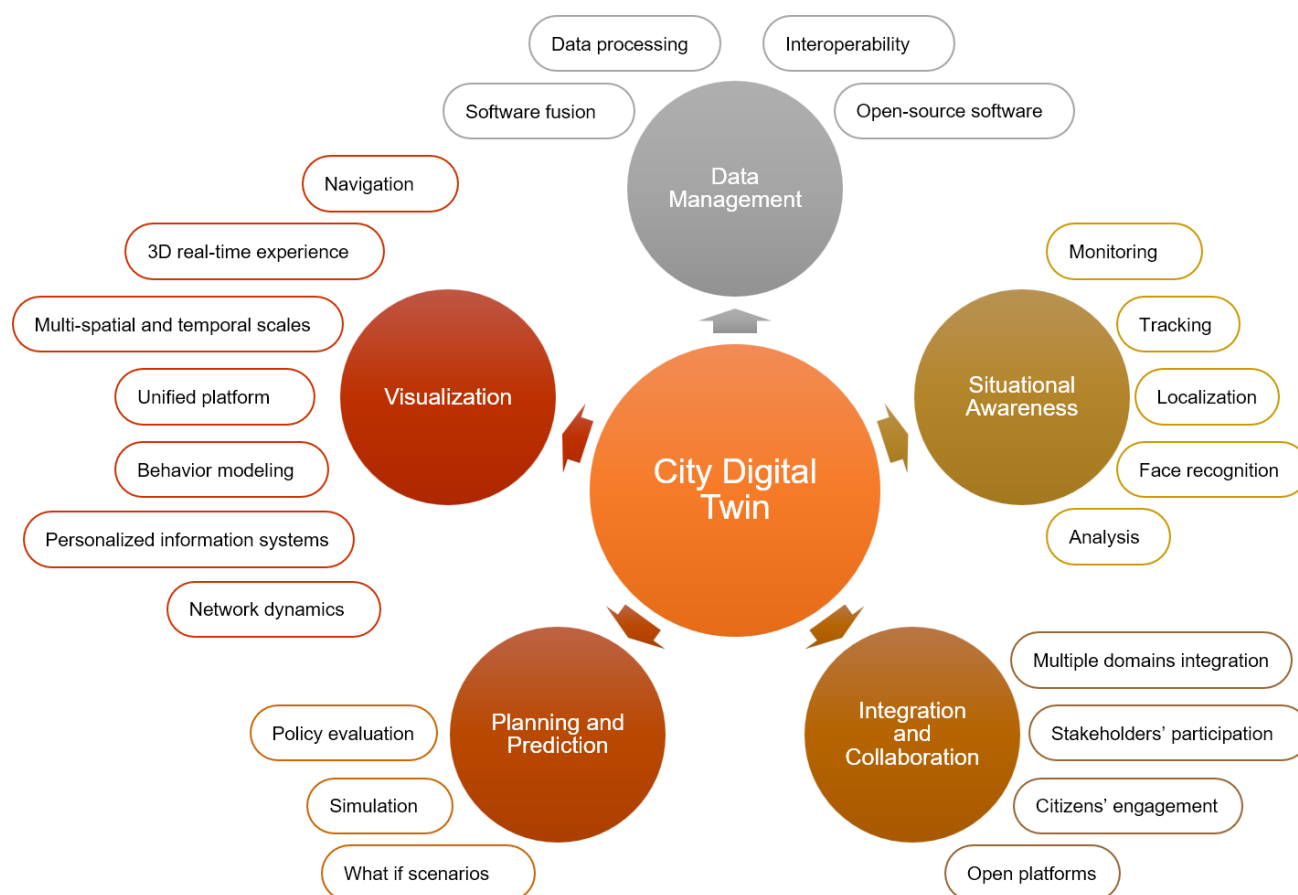 Data processing
Interoperability
Software fusion
Open-source software
Data
Management
Navigation
3D real-time experience
Multi-spatial and temporal scales
Unified platform
Behavior modeling
Personalized information systems
Network dynamics
Visualization
Monitoring
Tracking
Localization
Face recognition
Analysis
Situational
Awareness
City Digital
Twin
Planning and
Prediction
Policy evaluation
Simulation
What if scenarios
Integration
and
Collaboration
Multiple domains integration
Stakeholders’ participation
Citizens’ engagement
Open platforms